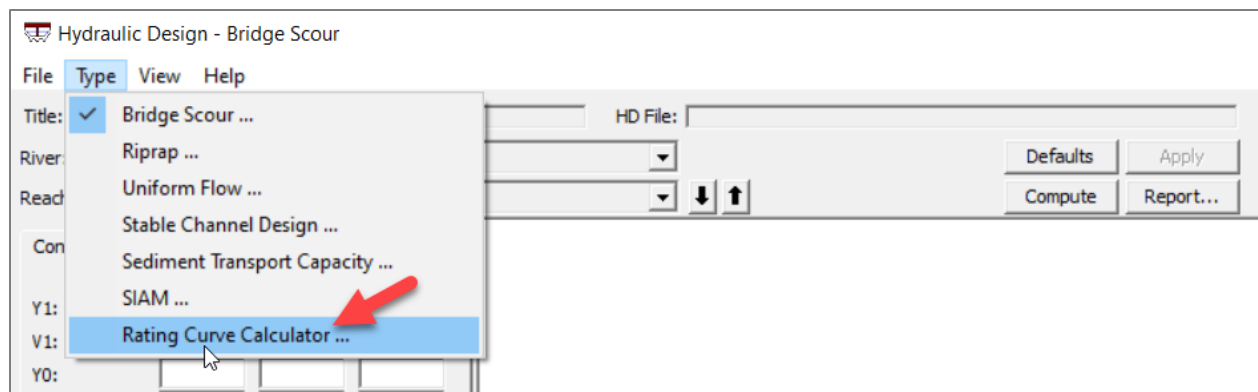 Hydraulic Design - Bridge Scour
File Type View Help
Title: HD File:
Bridge Scour ...
Riprap ...
River: Defaults Apply
Uniform Flow ...
Reach Compute Report...
Stable Channel Design ...
Con
Sediment Transport Capacity ...
SIAM ...
Y1:
Rating Curve Calculator ...
V1:
Y0: